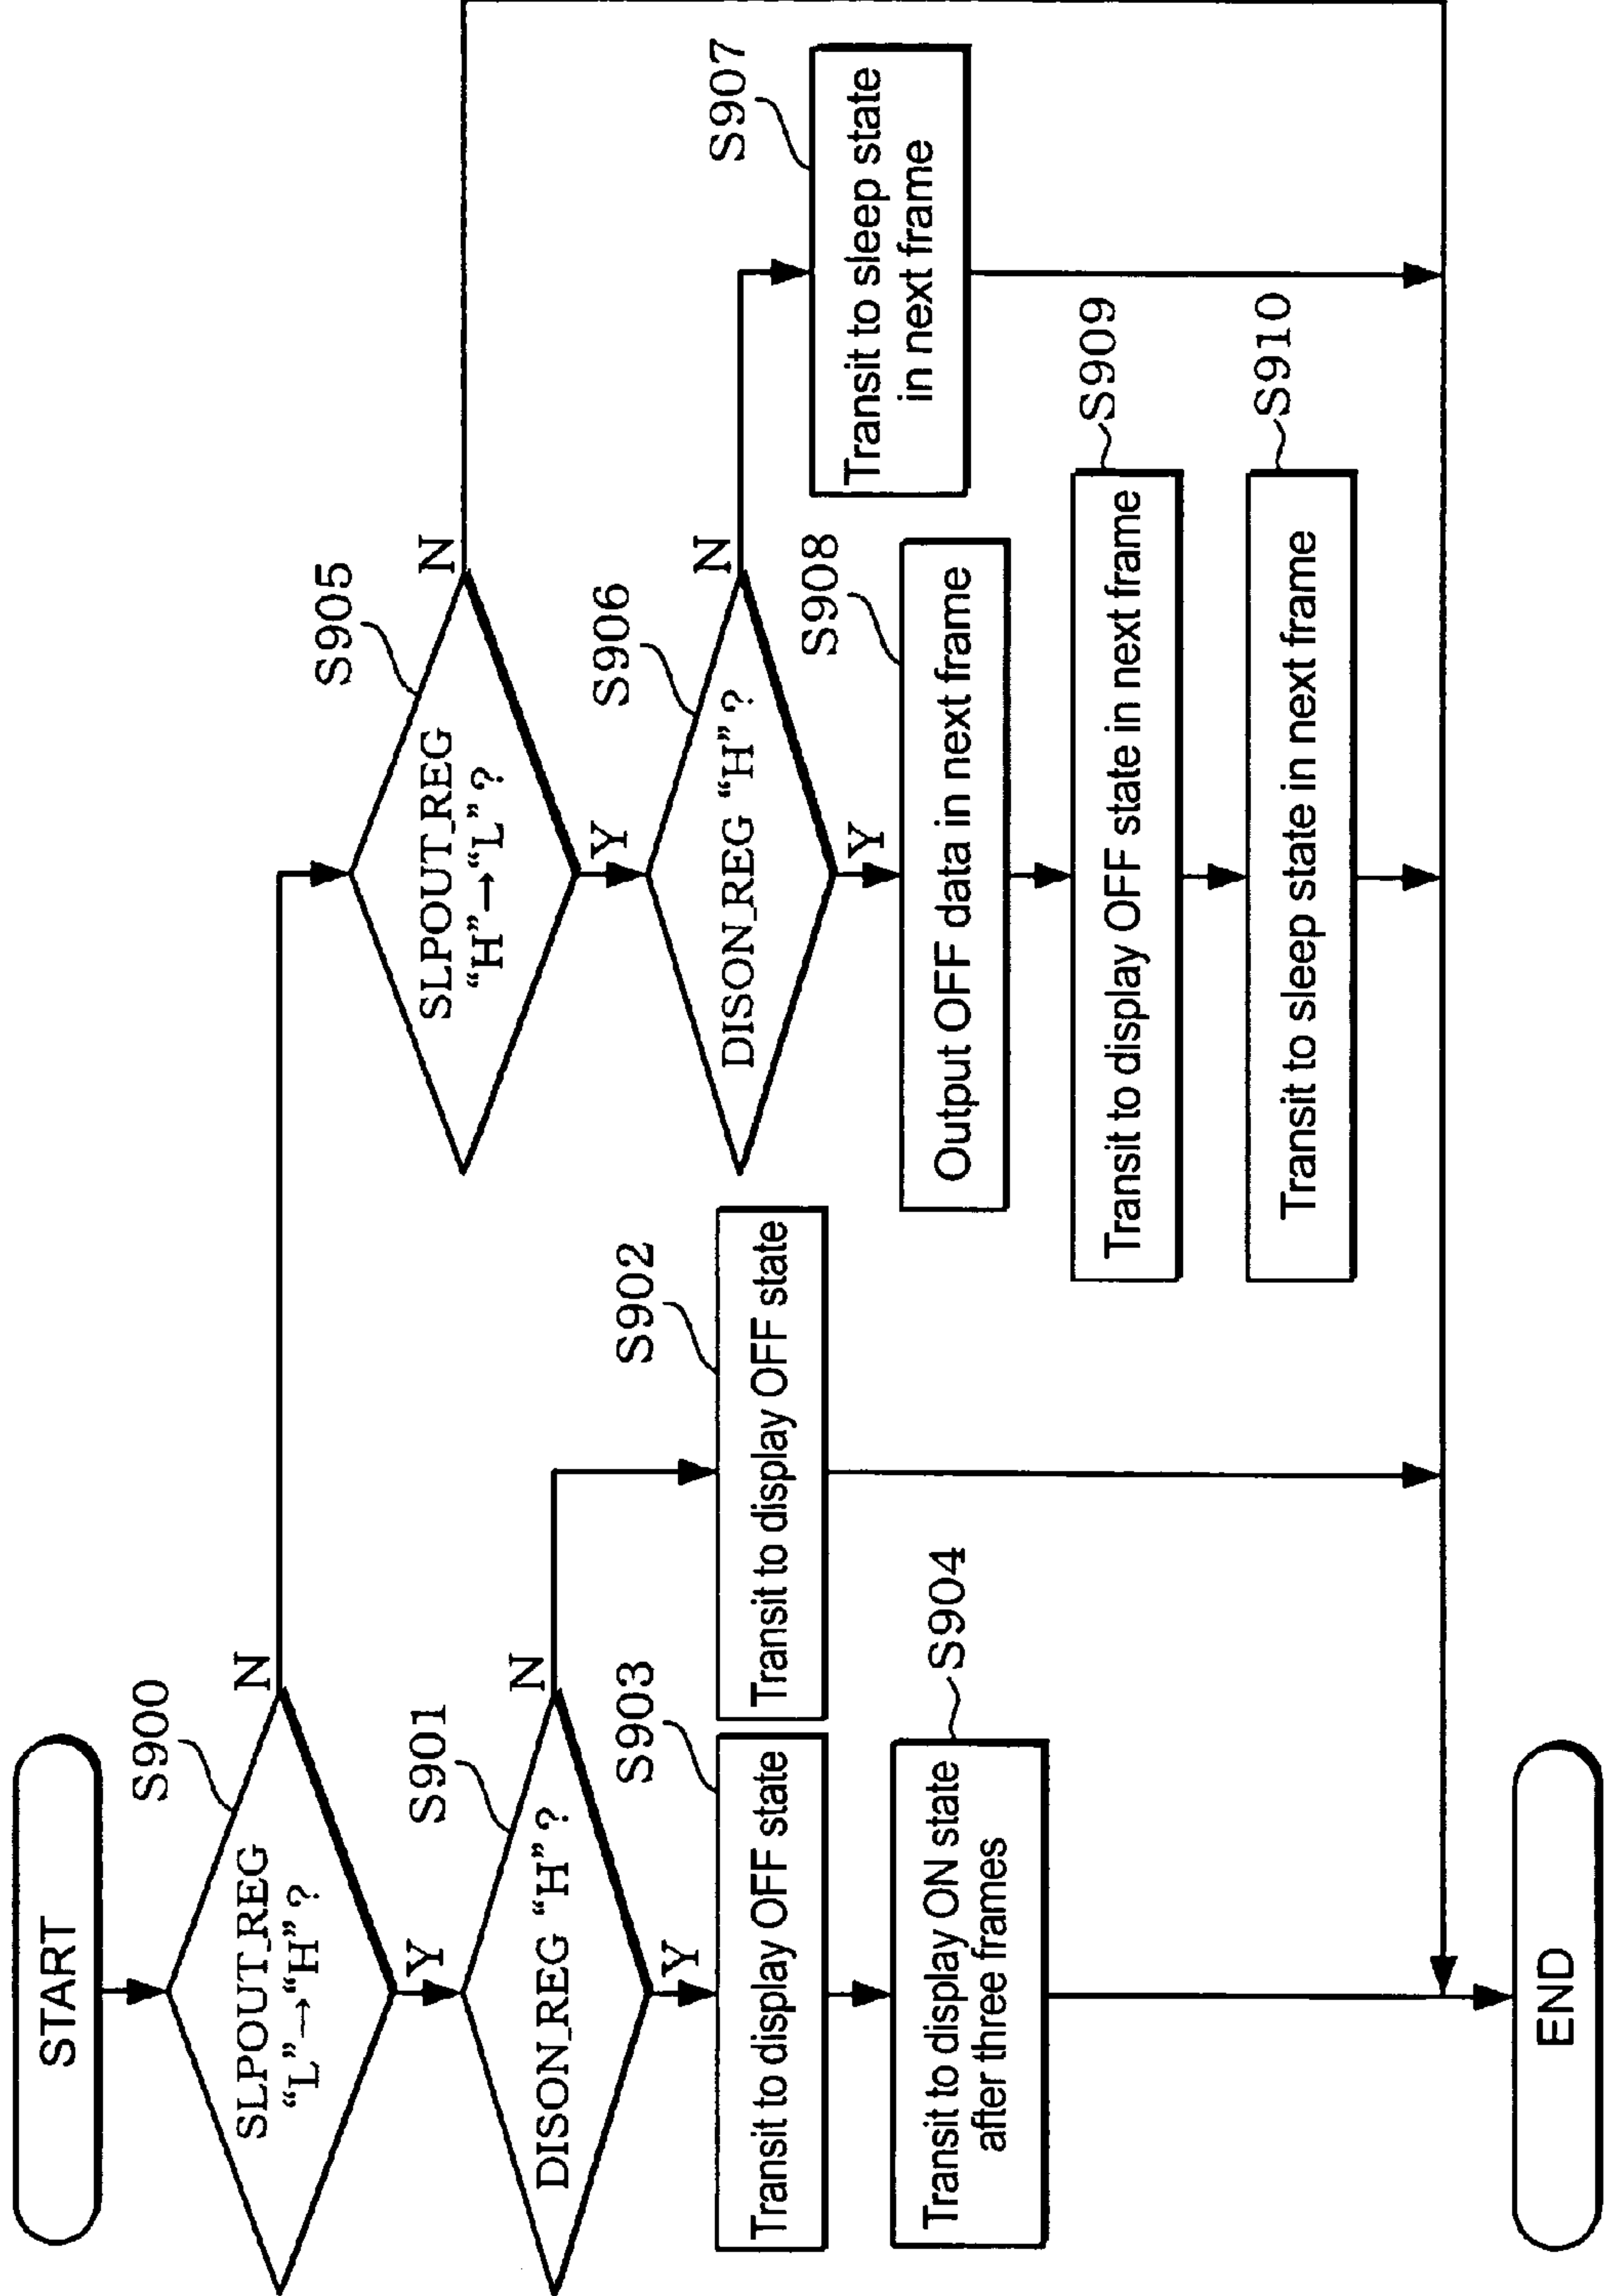 START
S900
SLPOUT_REG
“L”→“H” ?
N
Y
S901
DISON_REG “H” ?
N
Y
S902
Transit to display OFF state
S903
Transit to display OFF state
S904
Transit to display ON state
after three frames
S905
SLPOUT_REG
“H”→“L” ?
N
Y
S906
DISON_REG “H” ?
N
Y
S907
Transit to sleep state
in next frame
S908
Output OFF data in next frame
S909
Transit to display OFF state in next frame
S910
Transit to sleep state in next frame
END